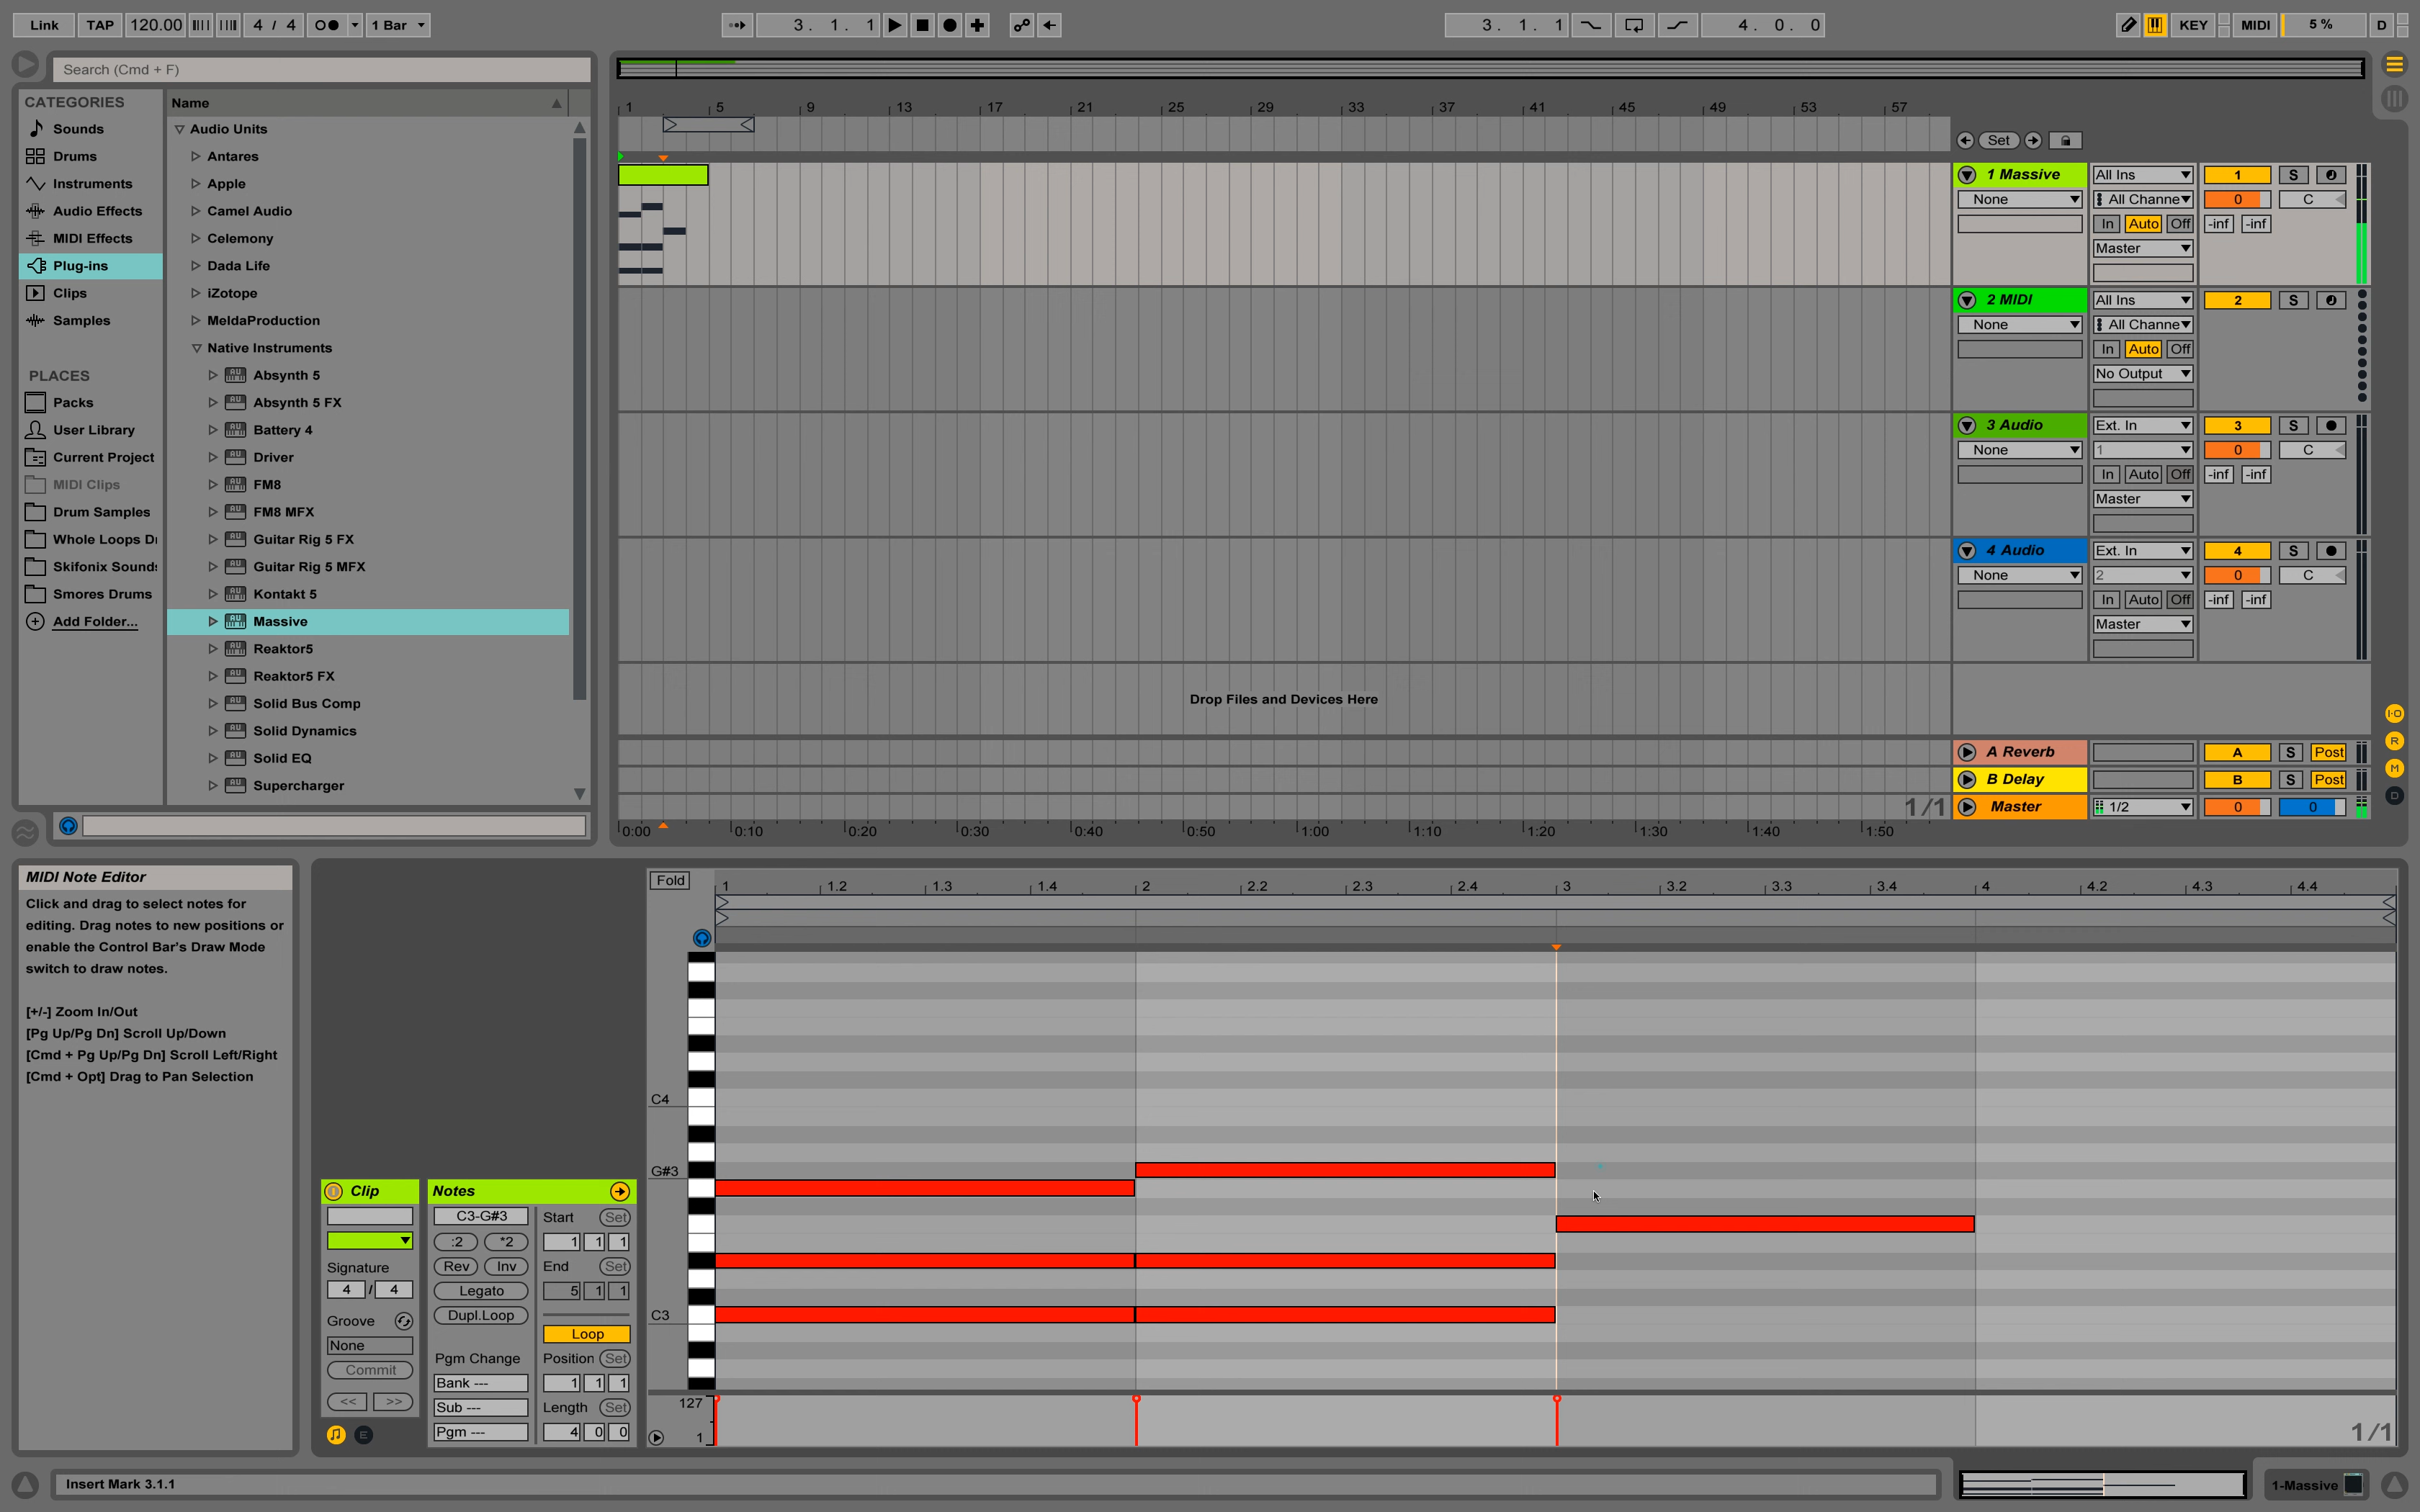 Link TAP 120.00 4 / 4 1 Bar 3. 1. 1 3. 1. 1 4. 0. 0 KEY MIDI 5 % D
Search (Cmd + F)
CATEGORIES
Sounds
Drums
Instruments
Audio Effects
MIDI Effects
Plug-ins
Clips
Samples
PLACES
Packs
User Library
Current Project
MIDI Clips
Drum Samples
Whole Loops Dr
Skifonix Sounds
Smores Drums
Add Folder...
Name
Audio Units
Antares
Apple
Camel Audio
Celemony
Dada Life
iZotope
MeldaProduction
Native Instruments
AU Absynth 5
AU Absynth 5 FX
AU Battery 4
AU Driver
AU FM8
AU FM8 MFX
AU Guitar Rig 5 FX
AU Guitar Rig 5 MFX
AU Kontakt 5
AU Massive
AU Reaktor5
AU Reaktor5 FX
AU Solid Bus Comp
AU Solid Dynamics
AU Solid EQ
AU Supercharger
1 5 9 13 17 21 25 29 33 37 41 45 49 53 57
Set
1 Massive All Ins 1 S
None All Channe 0 C
In Auto Off -inf -inf
Master
2 MIDI All Ins 2 S
None All Channe
In Auto Off
No Output
3 Audio Ext. In 3 S
None 1 0 C
In Auto Off -inf -inf
Master
4 Audio Ext. In 4 S
None 2 0 C
In Auto Off -inf -inf
Master
Drop Files and Devices Here
I·O
R
M
D
A Reverb A S Post
B Delay B S Post
1/1 Master 1/2 0 0
0:00 0:10 0:20 0:30 0:40 0:50 1:00 1:10 1:20 1:30 1:40 1:50
MIDI Note Editor
Click and drag to select notes for
editing. Drag notes to new positions or
enable the Control Bar's Draw Mode
switch to draw notes.
[+/-] Zoom In/Out
[Pg Up/Pg Dn] Scroll Up/Down
[Cmd + Pg Up/Pg Dn] Scroll Left/Right
[Cmd + Opt] Drag to Pan Selection
Clip
Signature
4 / 4
Groove
None
Commit
<< >>
E
Notes
C3-G#3 Start Set
:2 *2 1 1 1
Rev Inv End Set
Legato 5 1 1
Dupl.Loop
Loop
Pgm Change Position Set
Bank --- 1 1 1
Sub --- Length Set
Pgm --- 4 0 0
Fold 1 1.2 1.3 1.4 2 2.2 2.3 2.4 3 3.2 3.3 3.4 4 4.2 4.3 4.4
C4
G#3
C3
127
1
1/1
Insert Mark 3.1.1
1-Massive